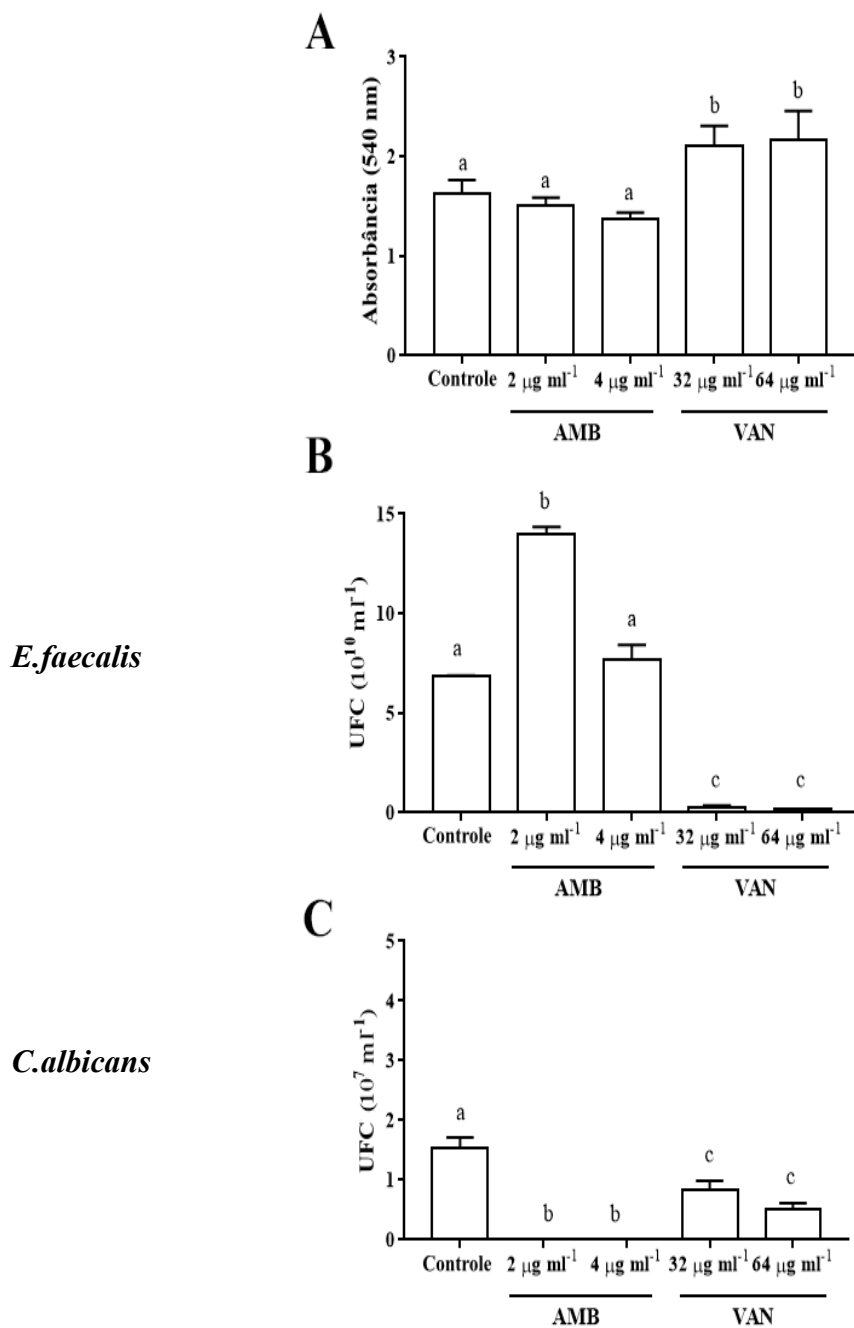 A
Absorbância (540 nm)
3
2
1
0
a
a
a
b
b
Controle 2 µg ml⁻¹ 4 µg ml⁻¹ 32 µg ml⁻¹ 64 µg ml⁻¹
AMB VAN
B
E.faecalis
UFC (10¹⁰ ml⁻¹)
15
10
5
0
a
b
a
c
c
Controle 2 µg ml⁻¹ 4 µg ml⁻¹ 32 µg ml⁻¹ 64 µg ml⁻¹
AMB VAN
C
C.albicans
UFC (10⁷ ml⁻¹)
5
4
3
2
1
0
a
b
b
c
c
Controle 2 µg ml⁻¹ 4 µg ml⁻¹ 32 µg ml⁻¹ 64 µg ml⁻¹
AMB VAN